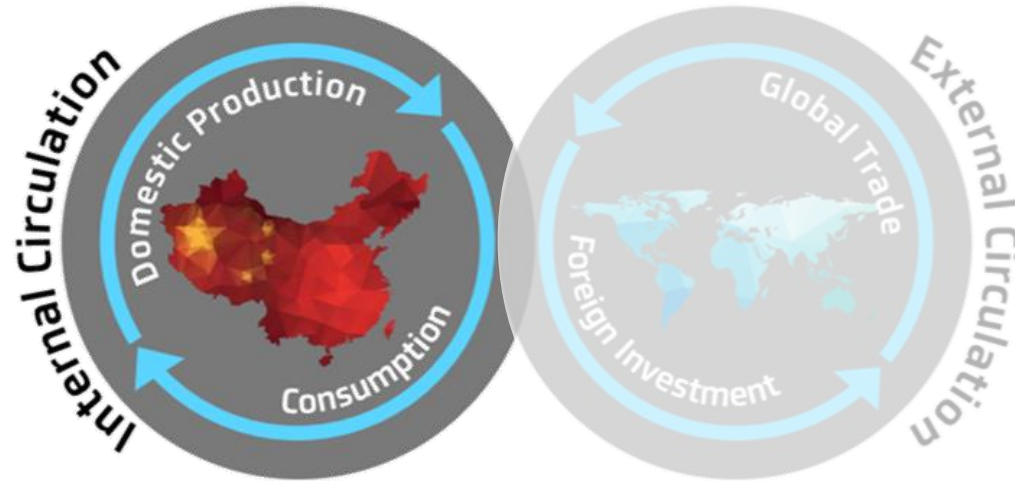 Internal Circulation
Domestic Production
Consumption
External Circulation
Global Trade
Foreign Investment